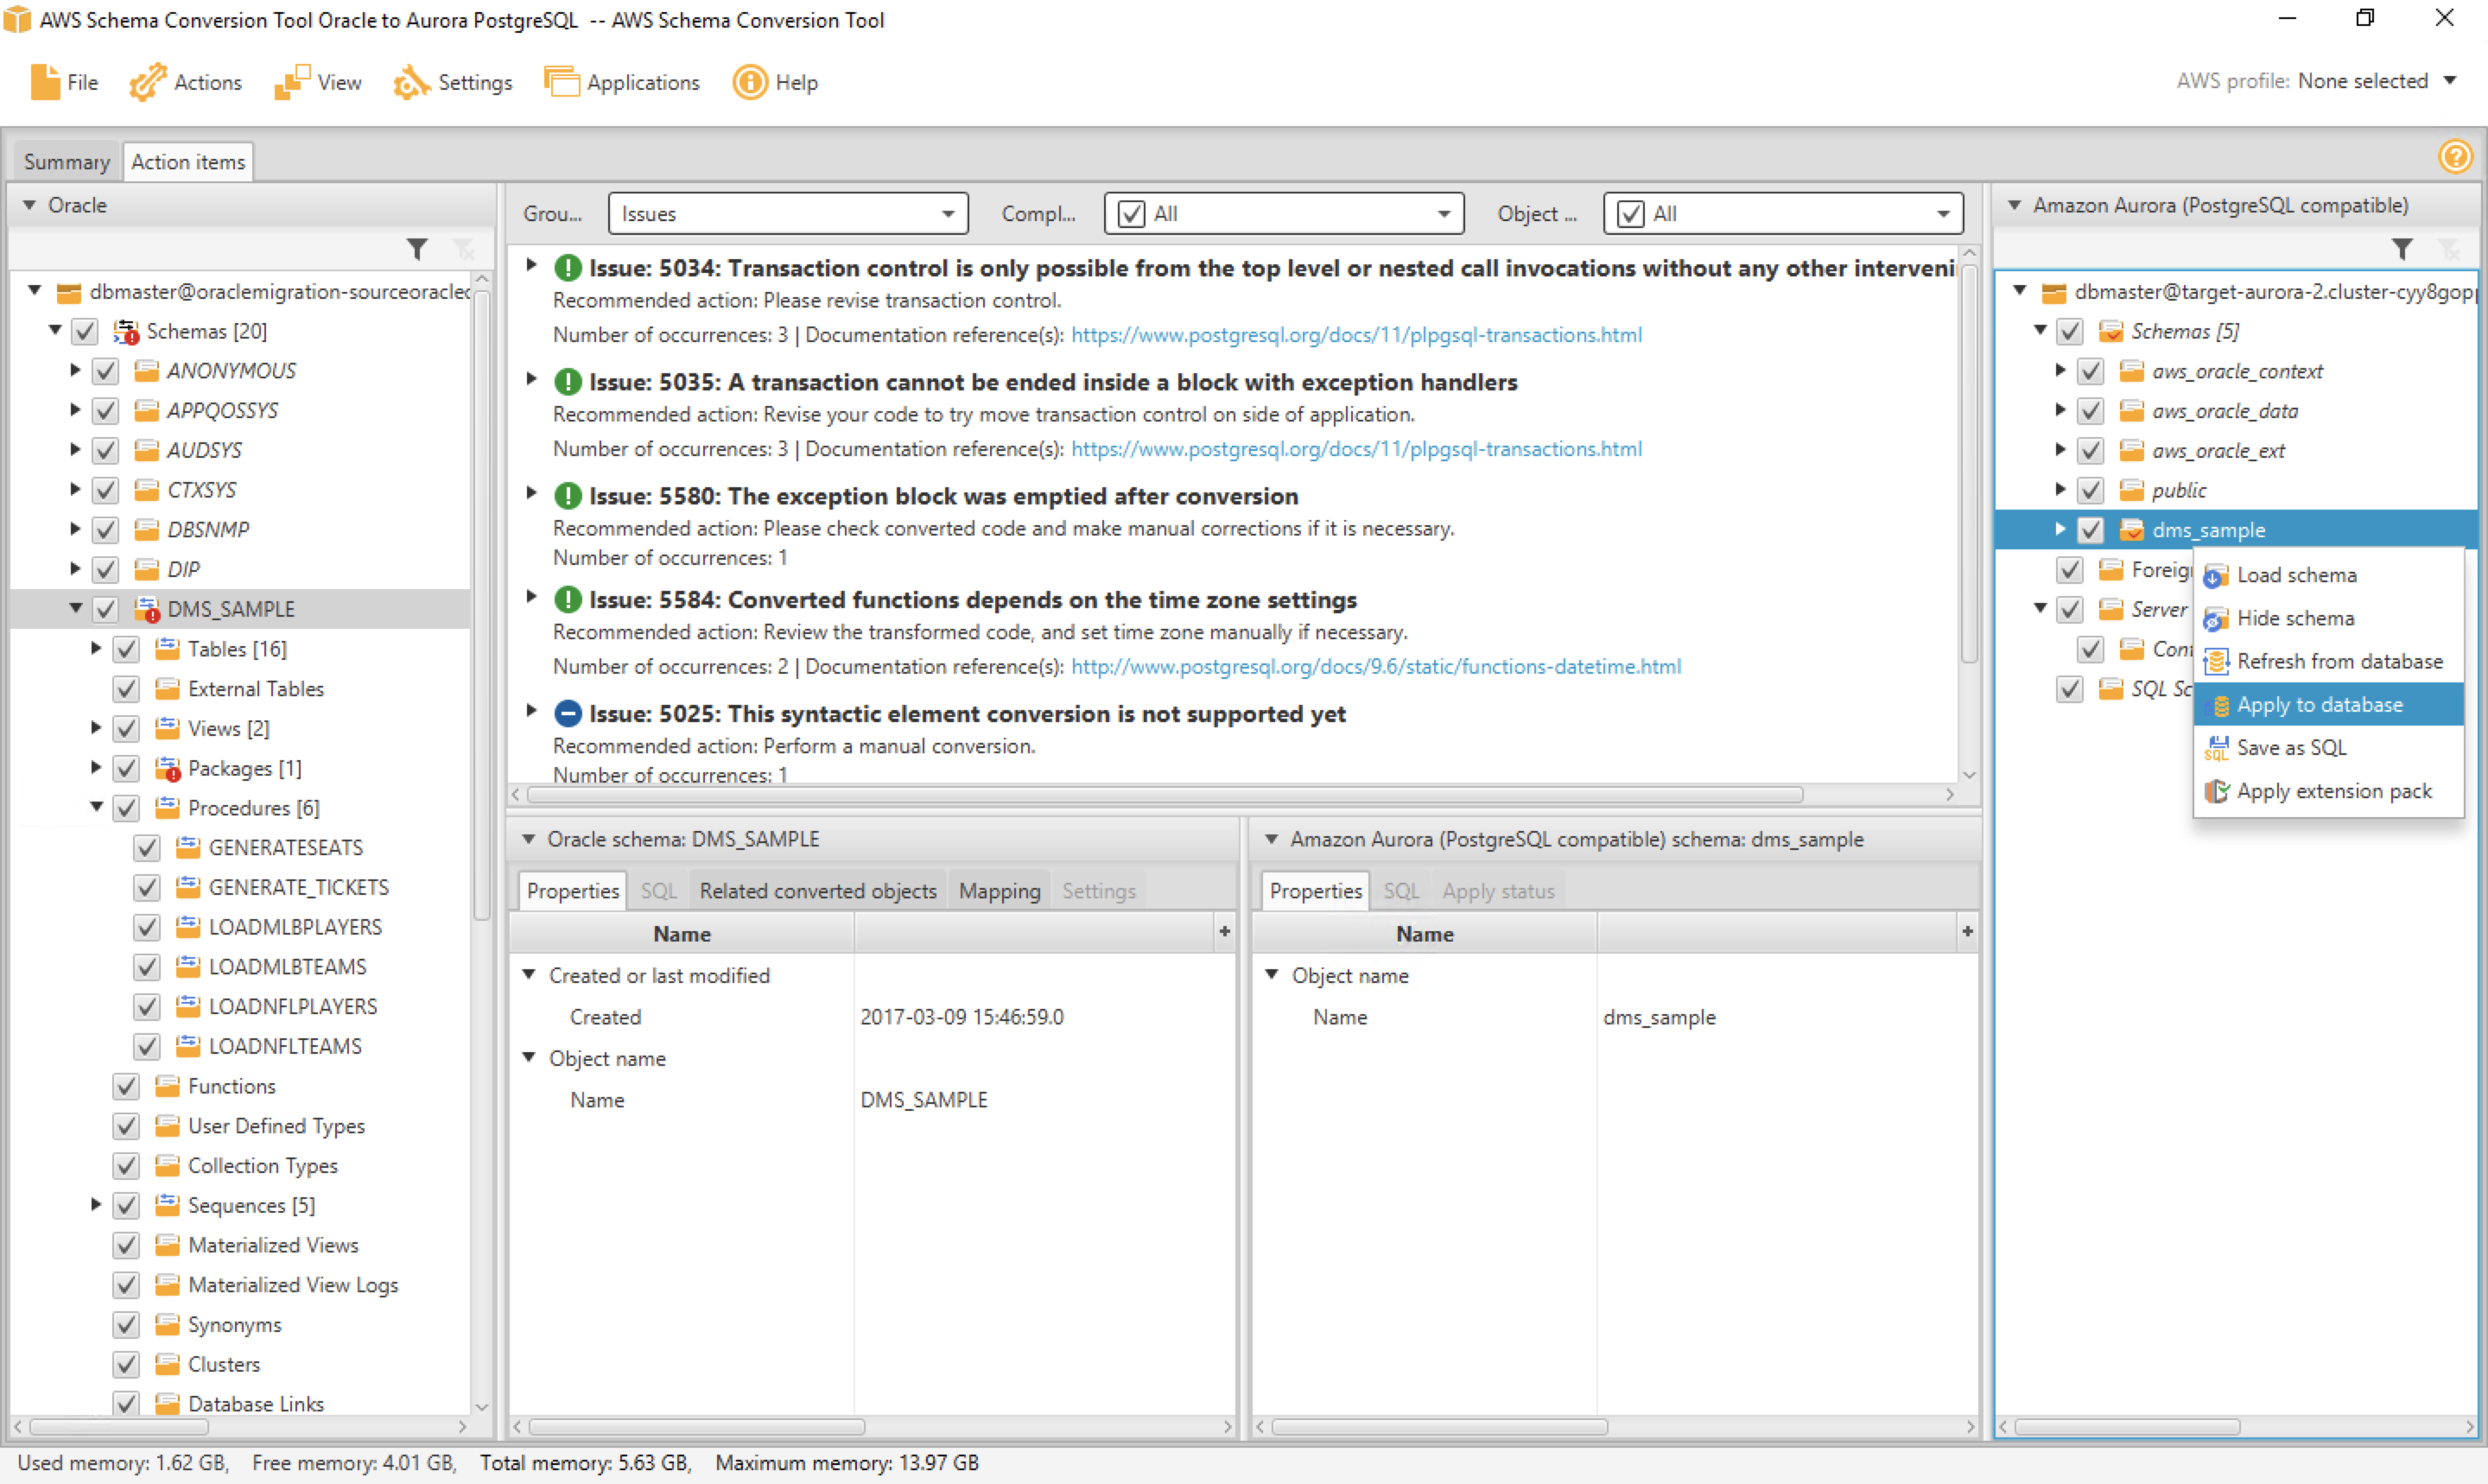 AWS Schema Conversion Tool Oracle to Aurora PostgreSQL -- AWS Schema Conversion Tool
File Actions View Settings Applications Help AWS profile: None selected
Summary Action items
Oracle
dbmaster@oraclemigration-sourceoracled
Schemas [20]
ANONYMOUS
APPQOSSYS
AUDSYS
CTXSYS
DBSNMP
DIP
DMS_SAMPLE
Tables [16]
External Tables
Views [2]
Packages [1]
Procedures [6]
GENERATESEATS
GENERATE_TICKETS
LOADMLBPLAYERS
LOADMLBTEAMS
LOADNFLPLAYERS
LOADNFLTEAMS
Functions
User Defined Types
Collection Types
Sequences [5]
Materialized Views
Materialized View Logs
Synonyms
Clusters
Database Links
Grou... Issues Compl... All Object ... All
Issue: 5034: Transaction control is only possible from the top level or nested call invocations without any other interveni
Recommended action: Please revise transaction control.
Number of occurrences: 3 | Documentation reference(s): https://www.postgresql.org/docs/11/plpgsql-transactions.html
Issue: 5035: A transaction cannot be ended inside a block with exception handlers
Recommended action: Revise your code to try move transaction control on side of application.
Number of occurrences: 3 | Documentation reference(s): https://www.postgresql.org/docs/11/plpgsql-transactions.html
Issue: 5580: The exception block was emptied after conversion
Recommended action: Please check converted code and make manual corrections if it is necessary.
Number of occurrences: 1
Issue: 5584: Converted functions depends on the time zone settings
Recommended action: Review the transformed code, and set time zone manually if necessary.
Number of occurrences: 2 | Documentation reference(s): http://www.postgresql.org/docs/9.6/static/functions-datetime.html
Issue: 5025: This syntactic element conversion is not supported yet
Recommended action: Perform a manual conversion.
Number of occurrences: 1
Oracle schema: DMS_SAMPLE
Properties SQL Related converted objects Mapping Settings
Name
Created or last modified
Created 2017-03-09 15:46:59.0
Object name
Name DMS_SAMPLE
Amazon Aurora (PostgreSQL compatible) schema: dms_sample
Properties SQL Apply status
Name
Object name
Name dms_sample
Amazon Aurora (PostgreSQL compatible)
dbmaster@target-aurora-2.cluster-cyy8gop
Schemas [5]
aws_oracle_context
aws_oracle_data
aws_oracle_ext
public
dms_sample
Foreig
Server
Con
SQL Sc
Load schema
Hide schema
Refresh from database
Apply to database
SQL Save as SQL
Apply extension pack
Used memory: 1.62 GB, Free memory: 4.01 GB, Total memory: 5.63 GB, Maximum memory: 13.97 GB